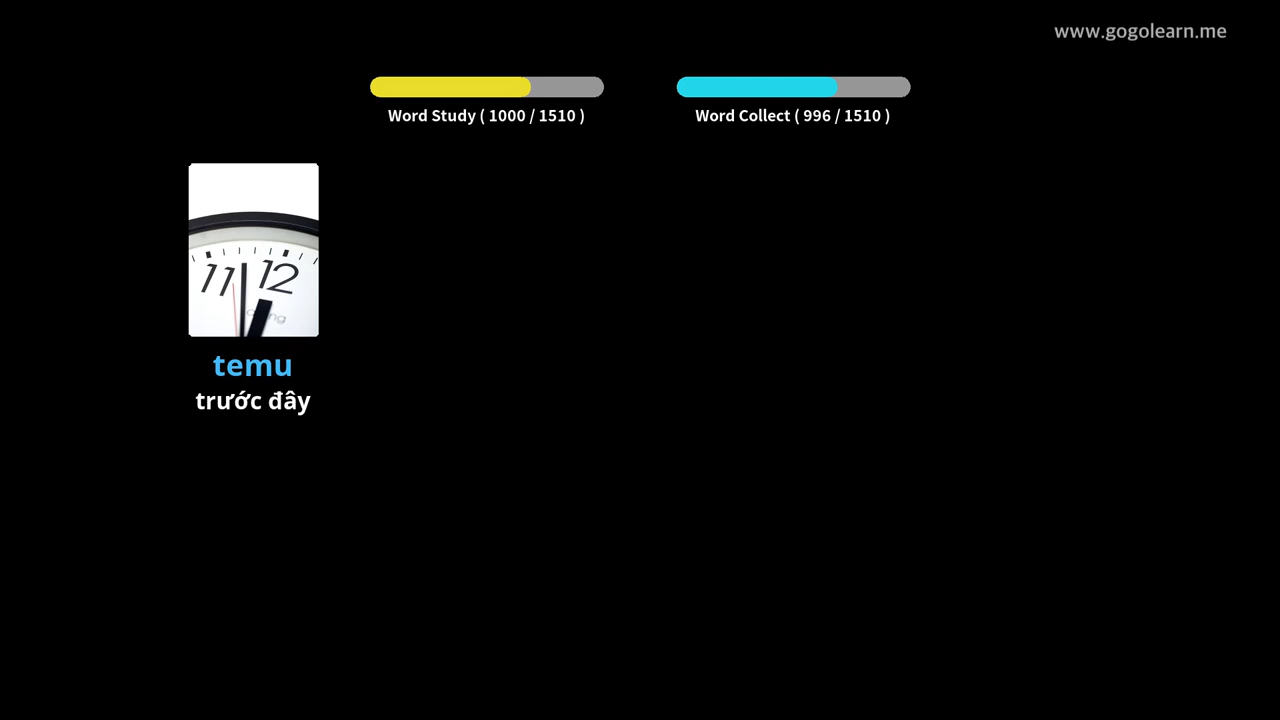 www.gogolearn.me
Word Study ( 1000 / 1510 )
Word Collect ( 996 / 1510 )
11 12
temu
trước đây